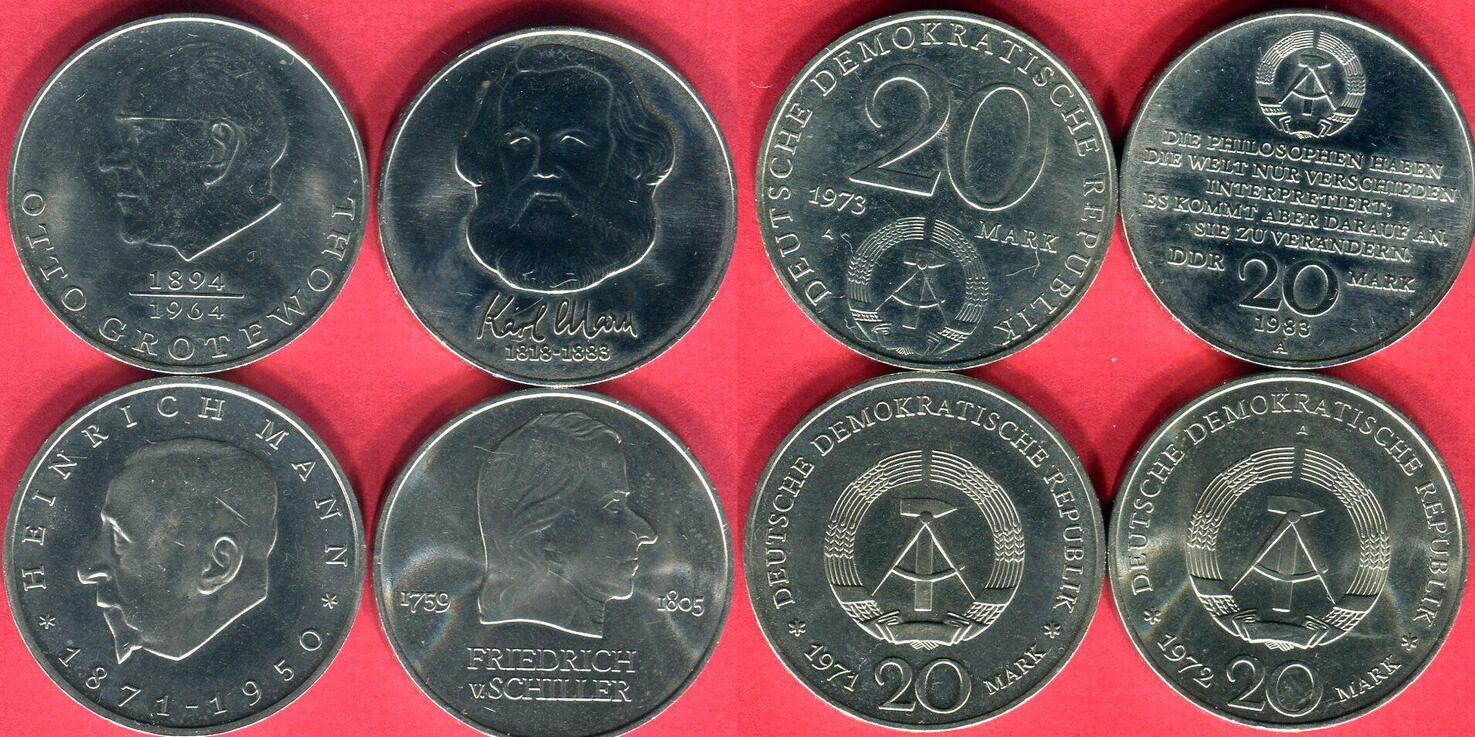 OTTO GROTEWOHL
1894
1964
Karl Marx
1818-1883
DEUTSCHE DEMOKRATISCHE REPUBLIK
20
1973
A
MARK
DIE PHILOSOPHEN HABEN
DIE WELT NUR VERSCHIEDEN
INTERPRETIERT;
ES KOMMT ABER DARAUF AN,
SIE ZU VERÄNDERN.
DDR 20 MARK
1983
A
* HEINRICH MANN *
1871-1950
1759 1805
FRIEDRICH
v. SCHILLER
DEUTSCHE DEMOKRATISCHE REPUBLIK
* 1971 20 MARK *
A
DEUTSCHE DEMOKRATISCHE REPUBLIK
* 1972 20 MARK *